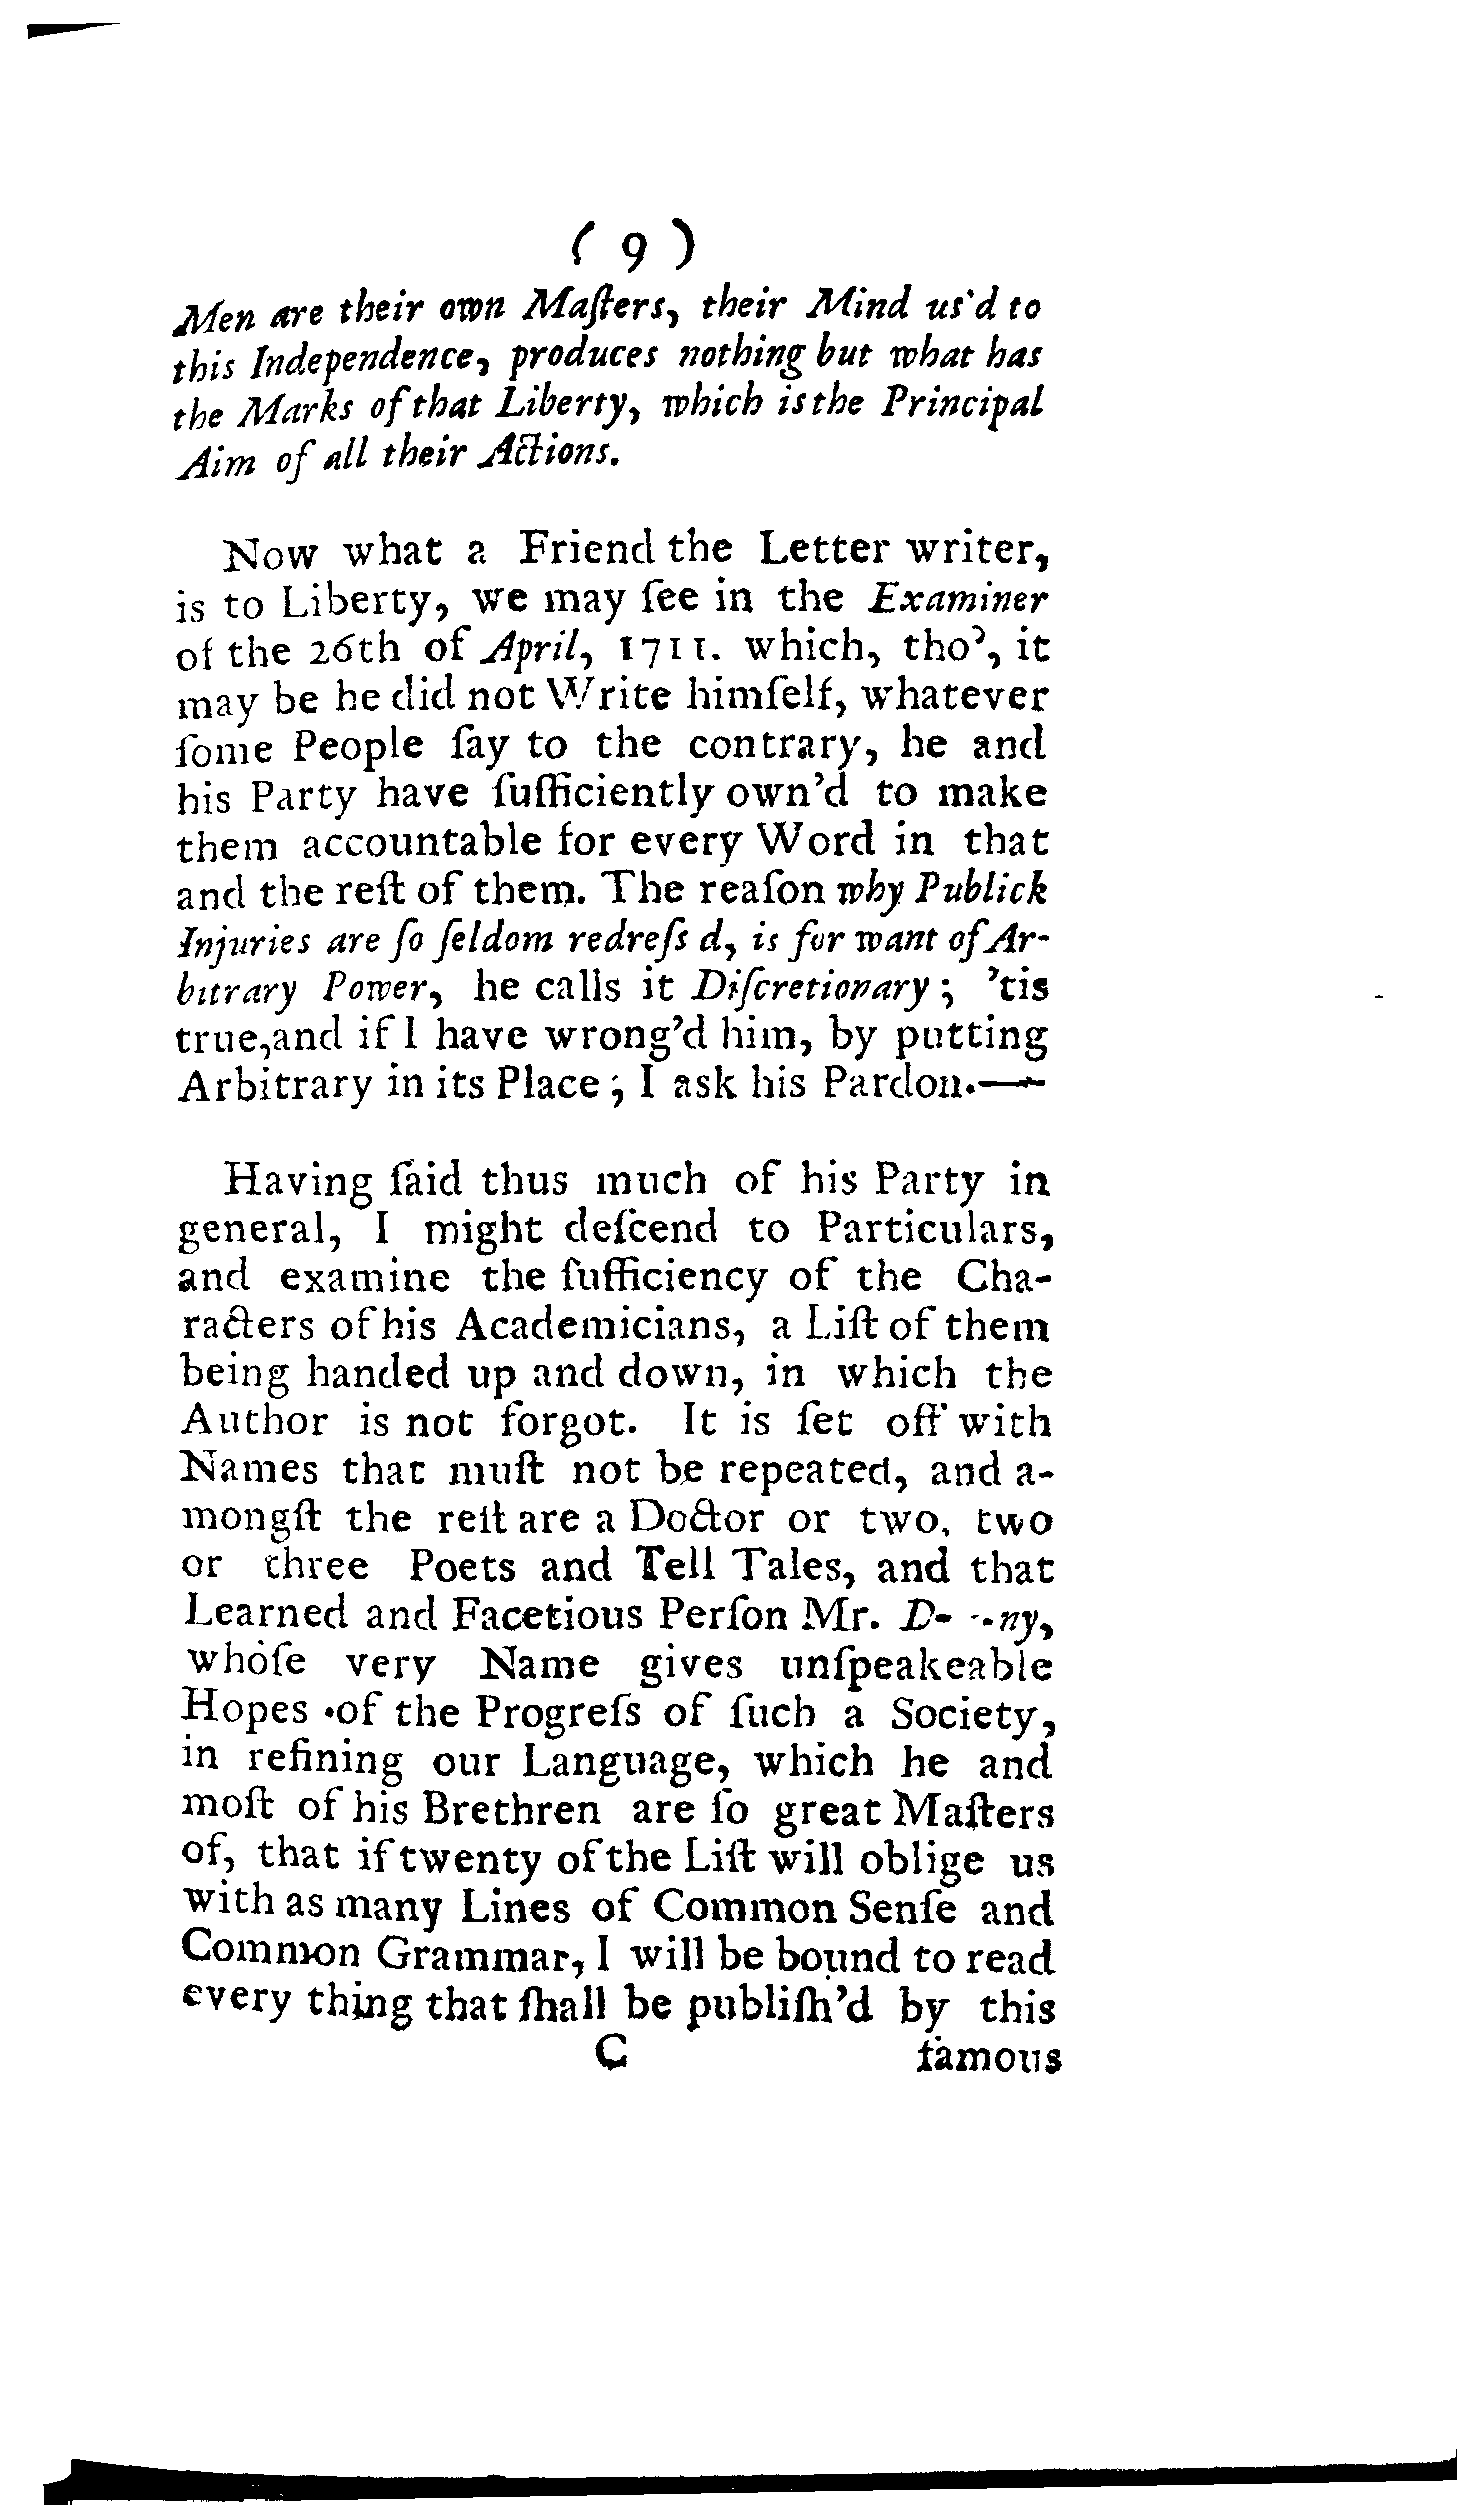 ( 9 )
Men are their own Maſters, their Mind us'd to
this Independence, produces nothing but what has
the Marks of that Liberty, which is the Principal
Aim of all their Actions.
Now what a Friend the Letter writer,
is to Liberty, we may ſee in the Examiner
of the 26th of April, 1711. which, tho', it
may be he did not Write himſelf, whatever
ſome People ſay to the contrary, he and
his Party have ſufficiently own'd to make
them accountable for every Word in that
and the reſt of them. The reaſon why Publick
Injuries are ſo ſeldom redreſs d, is for want of Ar-
bitrary Power, he calls it Diſcretionary; 'tis
true,and if I have wrong'd him, by putting
Arbitrary in its Place; I ask his Pardon.—
Having ſaid thus much of his Party in
general, I might deſcend to Particulars,
and examine the ſufficiency of the Cha-
racters of his Academicians, a Liſt of them
being handed up and down, in which the
Author is not forgot. It is ſet off with
Names that muſt not be repeated, and a-
mongſt the reſt are a Doctor or two, two
or three Poets and Tell Tales, and that
Learned and Facetious Perſon Mr. D- --ny,
whoſe very Name gives unſpeakeable
Hopes of the Progreſs of ſuch a Society,
in refining our Language, which he and
moſt of his Brethren are ſo great Maſters
of, that if twenty of the Liſt will oblige us
with as many Lines of Common Senſe and
Common Grammar, I will be bound to read
every thing that ſhall be publiſh'd by this
C famous